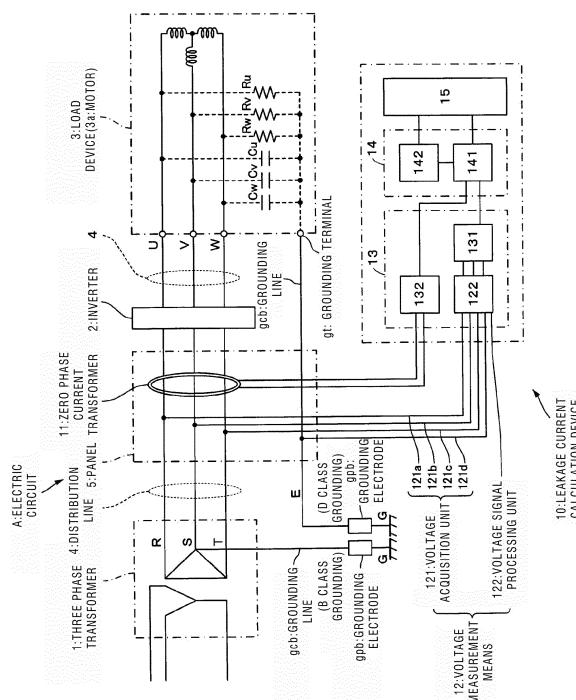 A:ELECTRIC
CIRCUIT
1:THREE PHASE
TRANSFORMER
4:DISTRIBUTION
LINE
5:PANEL
11:ZERO PHASE
CURRENT
TRANSFORMER
2:INVERTER
4
3:LOAD
DEVICE(3a:MOTOR)
R
S
T
U
V
W
Ru
Rv
Rw
Cu
Cv
Cw
E
gcb:GROUNDING
LINE
gt: GROUNDING TERMINAL
gcb:GROUNDING
LINE
(B CLASS
GROUNDING)
gpb:GROUNDING
ELECTRODE
(D CLASS
GROUNDING)
gpb:
GROUNDING
ELECTRODE
G
G
13
132
122
131
14
142
141
15
121a
121b
121c
121d
121:VOLTAGE
ACQUISITION UNIT
122:VOLTAGE SIGNAL
PROCESSING UNIT
12:VOLTAGE
MEASUREMENT
MEANS
10:LEAKAGE CURRENT
CALCULATION DEVICE